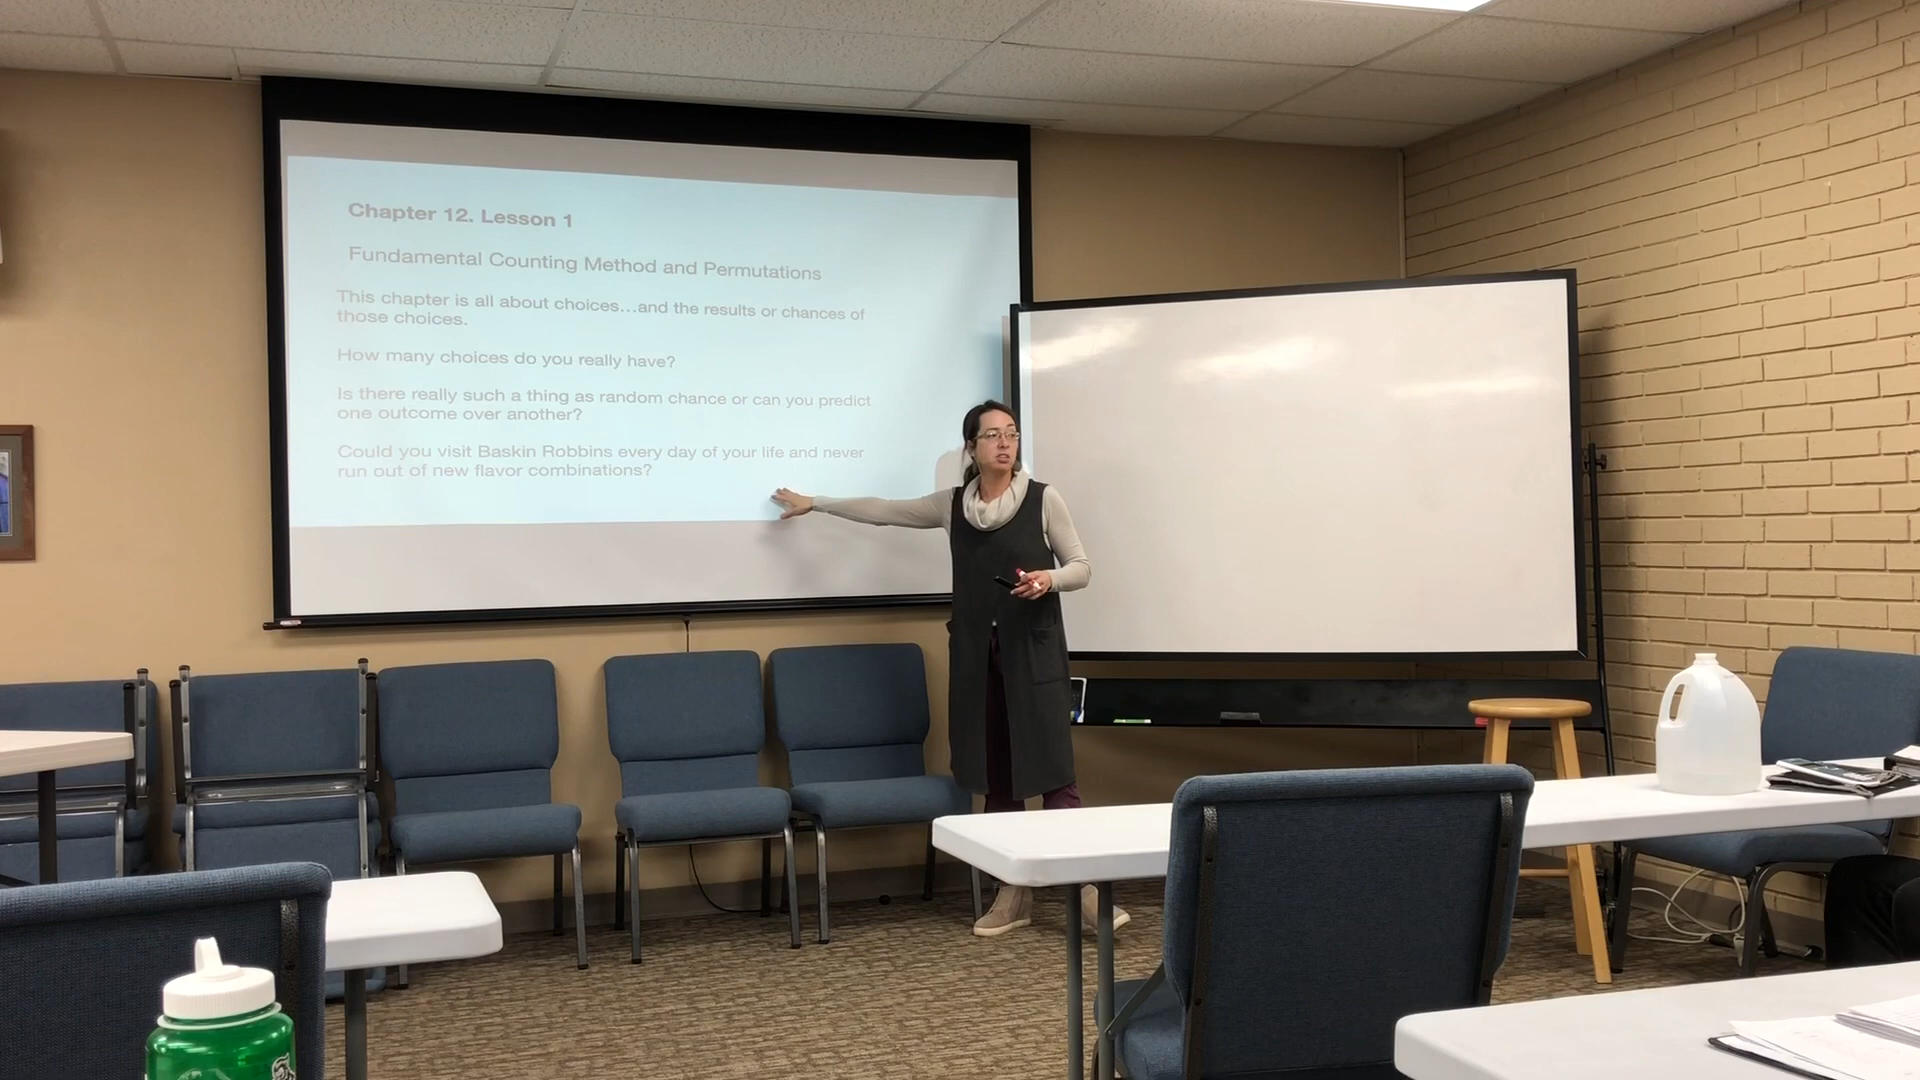 Chapter 12. Lesson 1
Fundamental Counting Method and Permutations
This chapter is all about choices...and the results or chances of
those choices.
How many choices do you really have?
Is there really such a thing as random chance or can you predict
one outcome over another?
Could you visit Baskin Robbins every day of your life and never
run out of new flavor combinations?